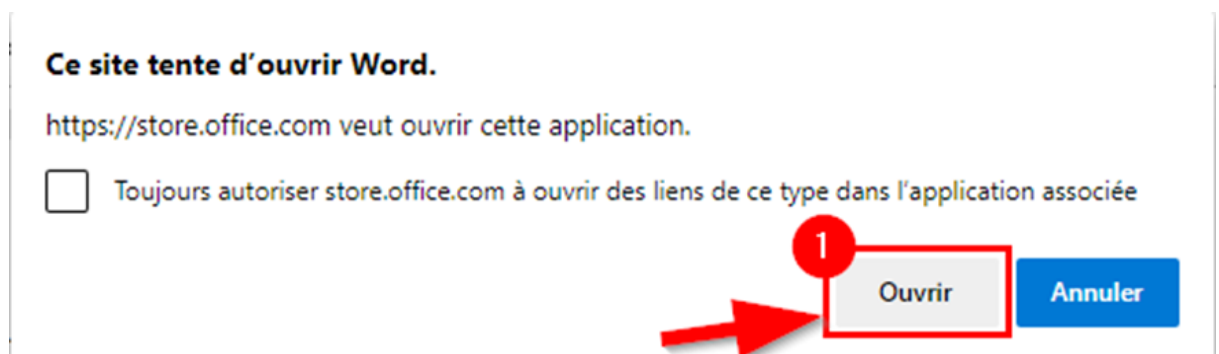 Ce site tente d’ouvrir Word.
https://store.office.com veut ouvrir cette application.
Toujours autoriser store.office.com à ouvrir des liens de ce type dans l’application associée
1
Ouvrir
Annuler